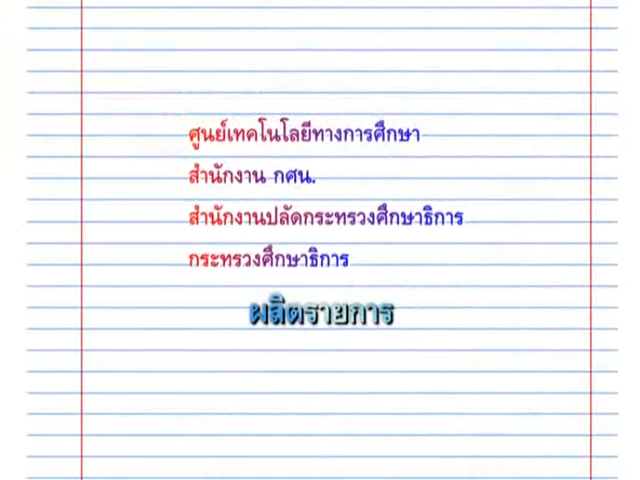 ศูนย์เทคโนโลยีทางการศึกษา
สำนักงาน กศน.
สำนักงานปลัดกระทรวงศึกษาธิการ
กระทรวงศึกษาธิการ
ผลิตรายการ